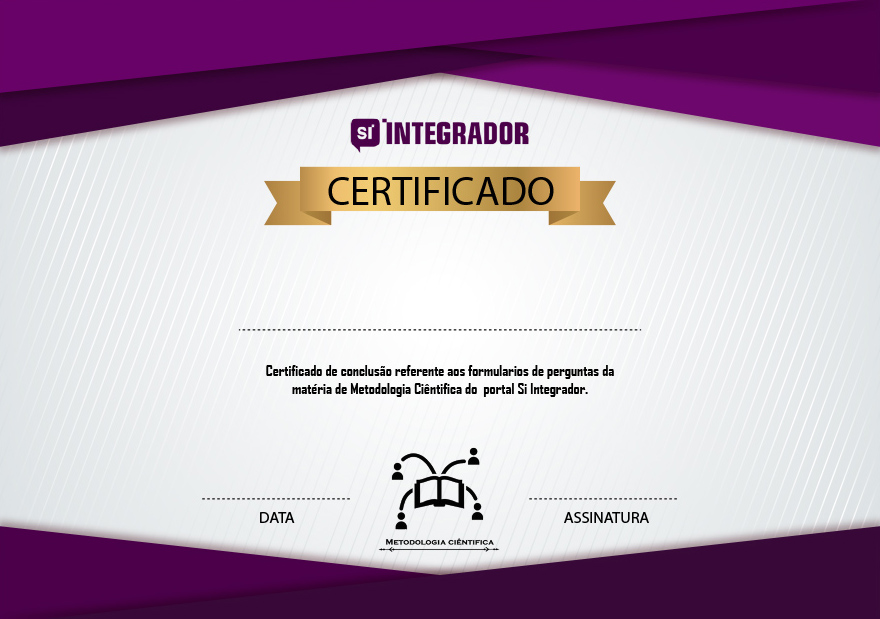 SI INTEGRADOR
CERTIFICADO
Certificado de conclusão referente aos formularios de perguntas da
matéria de Metodologia Ciêntifica do portal Si Integrador.
DATA
ASSINATURA
METODOLOGIA CIÊNTIFICA